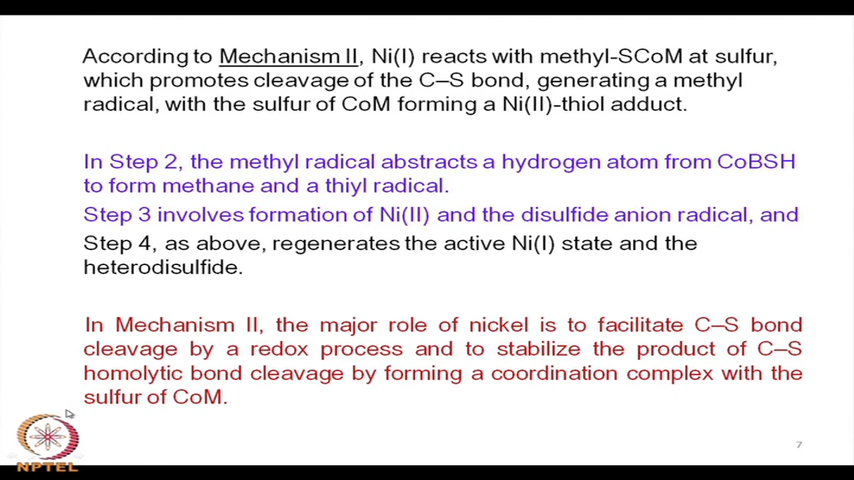 According to Mechanism II, Ni(I) reacts with methyl-SCoM at sulfur,
which promotes cleavage of the C–S bond, generating a methyl
radical, with the sulfur of CoM forming a Ni(II)-thiol adduct.
In Step 2, the methyl radical abstracts a hydrogen atom from CoBSH
to form methane and a thiyl radical.
Step 3 involves formation of Ni(II) and the disulfide anion radical, and
Step 4, as above, regenerates the active Ni(I) state and the
heterodisulfide.
In Mechanism II, the major role of nickel is to facilitate C–S bond
cleavage by a redox process and to stabilize the product of C–S
homolytic bond cleavage by forming a coordination complex with the
sulfur of CoM.
7
NPTEL